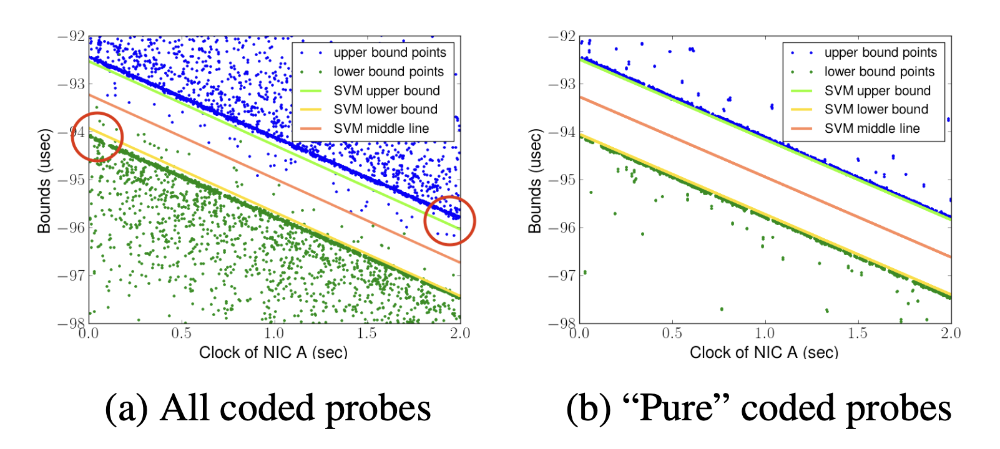 −92
−93
−94
−95
−96
−97
−98
0.0 0.5 1.0 1.5 2.0
Bounds (usec)
Clock of NIC A (sec)
upper bound points
lower bound points
SVM upper bound
SVM lower bound
SVM middle line
(a) All coded probes
−92
−93
−94
−95
−96
−97
−98
0.0 0.5 1.0 1.5 2.0
Bounds (usec)
Clock of NIC A (sec)
upper bound points
lower bound points
SVM upper bound
SVM lower bound
SVM middle line
(b) “Pure” coded probes